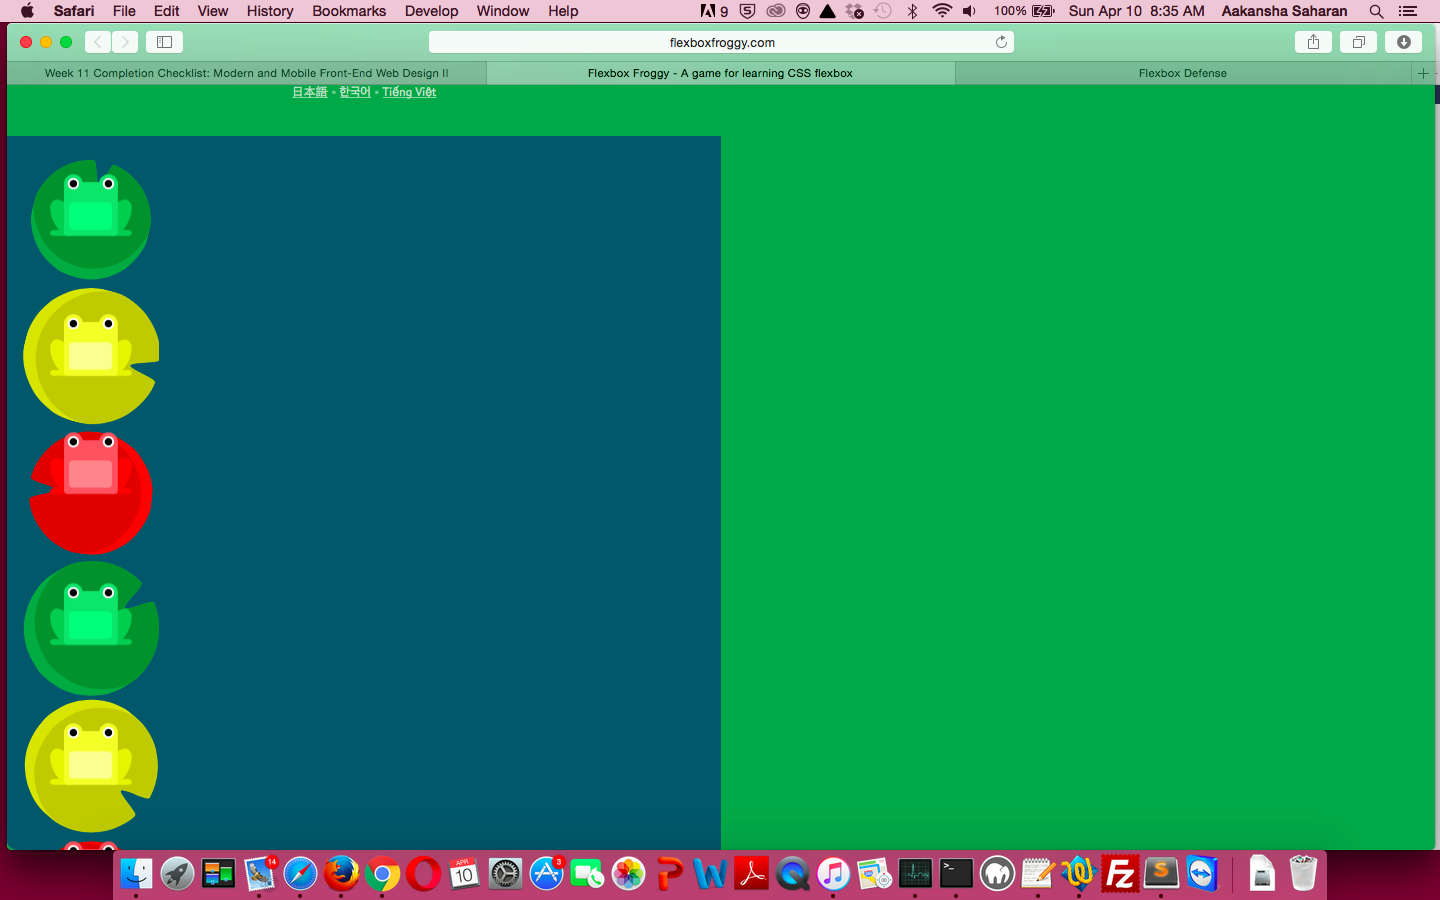 Safari File Edit View History Bookmarks Develop Window Help 9 100% Sun Apr 10 8:35 AM Aakansha Saharan
flexboxfroggy.com
Week 11 Completion Checklist: Modern and Mobile Front-End Web Design II Flexbox Froggy - A game for learning CSS flexbox Flexbox Defense
日本語 • 한국어 • Tiếng Việt
14
APR
10
3
W
Fz
S